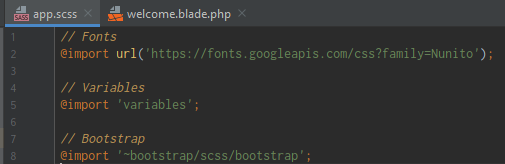 app.scss
welcome.blade.php
1 // Fonts
2 @import url('https://fonts.googleapis.com/css?family=Nunito');
3
4 // Variables
5 @import 'variables';
6
7 // Bootstrap
8 @import '~bootstrap/scss/bootstrap';